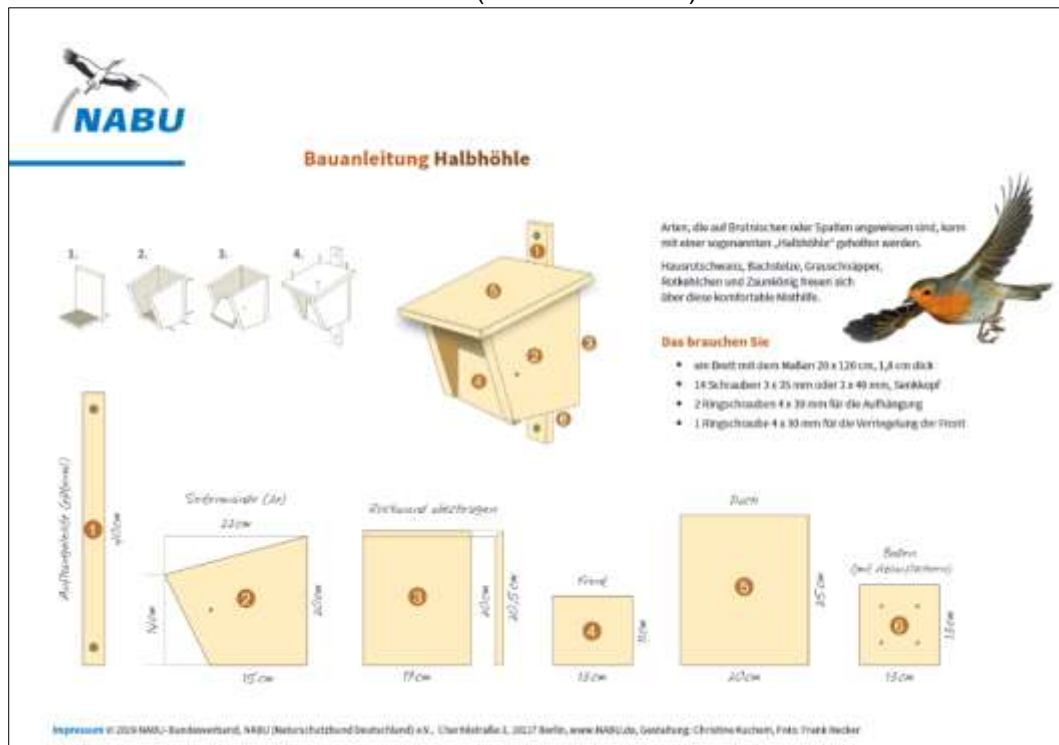 NABU
Bauanleitung Halbhöhle
1.
2.
3.
4.
1
5
2
3
4
6
Arten, die auf Brutnischen oder Spalten angewiesen sind, kann
mit einer sogenannten „Halbhöhle“ geholfen werden.
Hausrotschwanz, Bachstelze, Grauschnäpper,
Rotkehlchen und Zaunkönig freuen sich
über diese komfortable Nisthilfe.
Das brauchen Sie
• ein Brett mit dem Maßen 20 x 120 cm, 1,8 cm dick
• 14 Schrauben 3 x 35 mm oder 3 x 40 mm, Senkkopf
• 2 Ringschrauben 4 x 30 mm für die Aufhängung
• 1 Ringschraube 4 x 30 mm für die Verriegelung der Front
Aufhängeleiste
1
40cm
Seitenwände (2x)
22cm
2
14cm
20cm
15cm
Rückwand abschrägen
3
20cm
20,5 cm
17cm
Front
4
11cm
13cm
Dach
5
25cm
20cm
Boden
6
13cm
13cm
Impressum © 2019 NABU-Bundesverband, NABU (Naturschutzbund Deutschland) e.V., Charitéstraße 3, 10117 Berlin, www.NABU.de, Gestaltung: Christine Kuchem, Foto: Frank Hecker